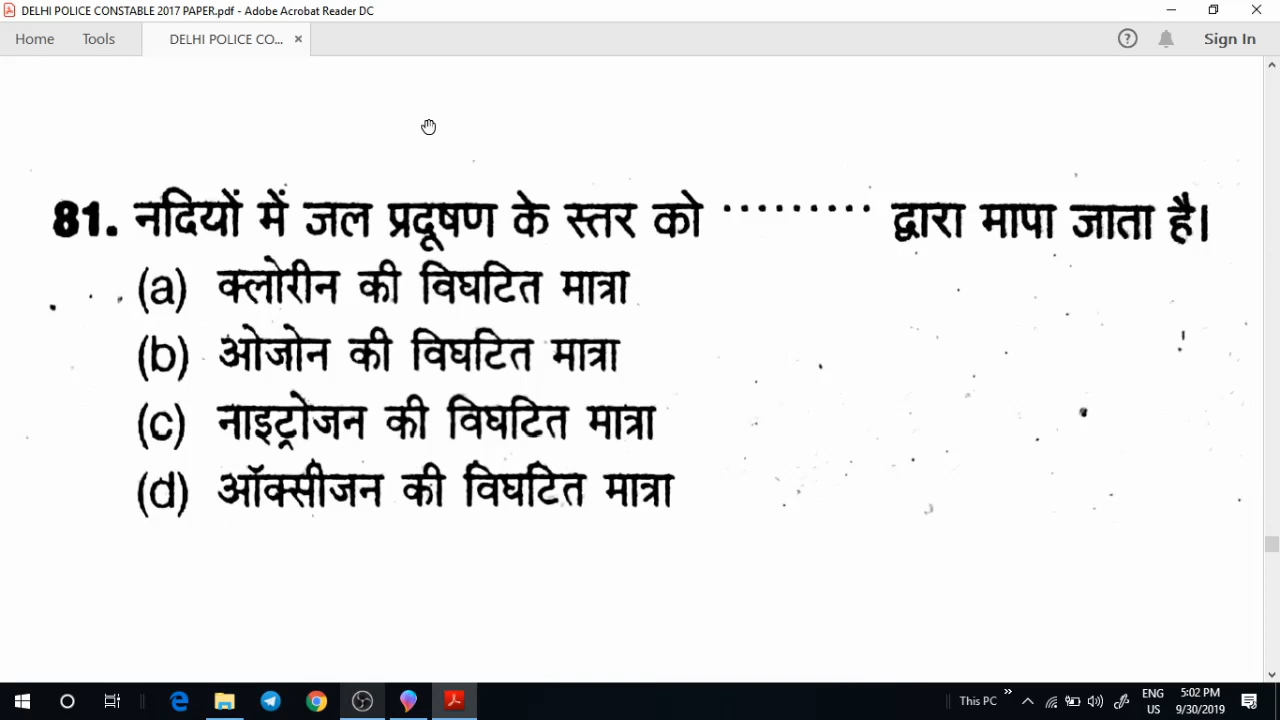 DELHI POLICE CONSTABLE 2017 PAPER.pdf - Adobe Acrobat Reader DC
Home Tools DELHI POLICE CO... × Sign In
81. नदियों में जल प्रदूषण के स्तर को ········· द्वारा मापा जाता है।
(a) क्लोरीन की विघटित मात्रा
(b) ओजोन की विघटित मात्रा
(c) नाइट्रोजन की विघटित मात्रा
(d) ऑक्सीजन की विघटित मात्रा
This PC » ENG 5:02 PM
US 9/30/2019